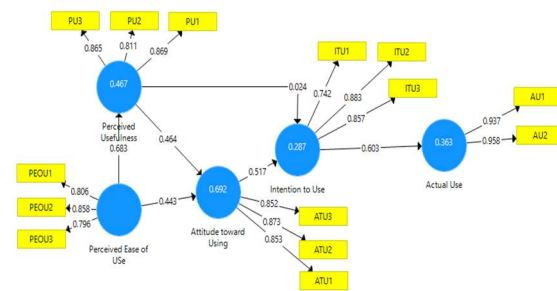 PU3 PU2 PU1
0.865 0.811 0.869
0.467
Perceived
Usefulness
0.683
0.464
0.024
ITU1 ITU2
ITU3
0.742 0.883
0.857
0.287
Intention to Use
0.517
0.603
AU1
AU2
0.937
0.958
0.363
Actual Use
PEOU1
PEOU2
PEOU3
0.806
0.858
0.796
Perceived Ease of
USe
0.443
0.692
Attitude toward
Using
0.852
0.873
0.853
ATU3
ATU2
ATU1